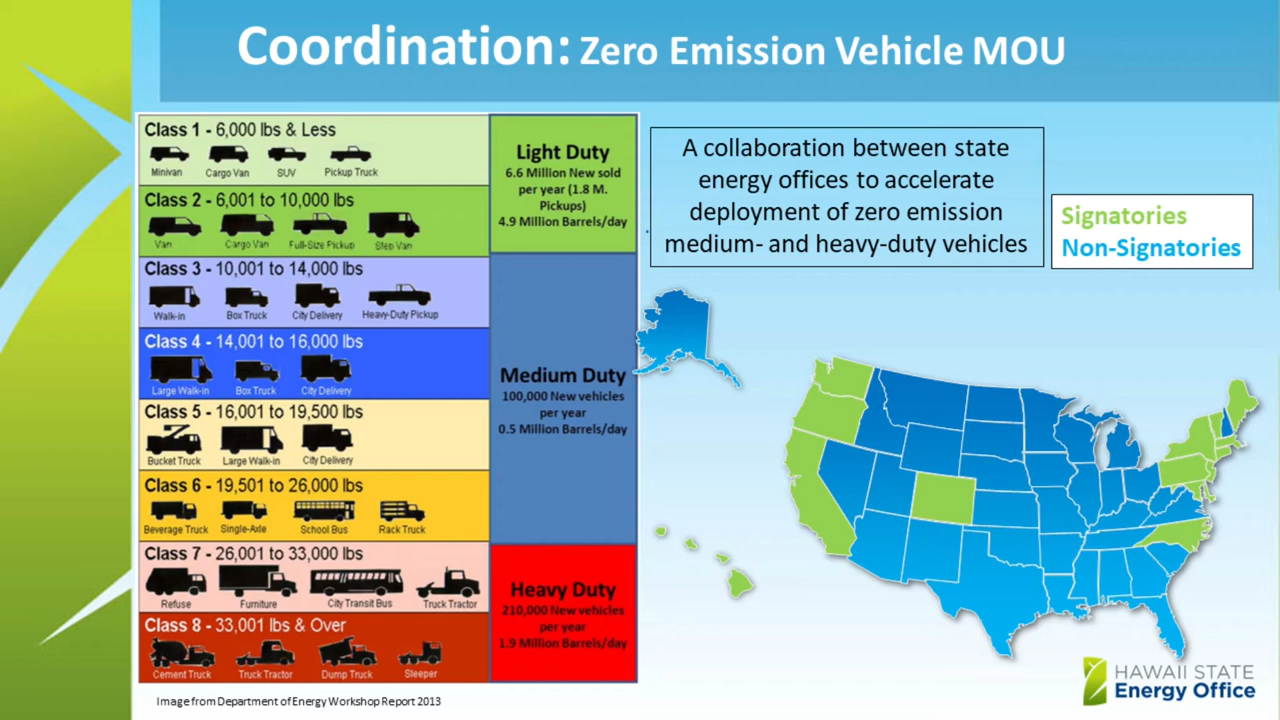 Coordination: Zero Emission Vehicle MOU
Class 1 - 6,000 lbs & Less
Minivan Cargo Van SUV Pickup Truck
Class 2 - 6,001 to 10,000 lbs
Van Cargo Van Full-Size Pickup Step Van
Class 3 - 10,001 to 14,000 lbs
Walk-in Box Truck City Delivery Heavy-Duty Pickup
Class 4 - 14,001 to 16,000 lbs
Large Walk-in Box Truck City Delivery
Class 5 - 16,001 to 19,500 lbs
Bucket Truck Large Walk-in City Delivery
Class 6 - 19,501 to 26,000 lbs
Beverage Truck Single-Axle School Bus Rack Truck
Class 7 - 26,001 to 33,000 lbs
Refuse Furniture City Transit Bus Truck Tractor
Class 8 - 33,001 lbs & Over
Cement Truck Truck Tractor Dump Truck Sleeper
Light Duty
6.6 Million New sold
per year (1.8 M.
Pickups)
4.9 Million Barrels/day
Medium Duty
100,000 New vehicles
per year
0.5 Million Barrels/day
Heavy Duty
210,000 New vehicles
per year
1.9 Million Barrels/day
A collaboration between state
energy offices to accelerate
deployment of zero emission
medium- and heavy-duty vehicles
Signatories
Non-Signatories
Image from Department of Energy Workshop Report 2013
HAWAII STATE
Energy Office